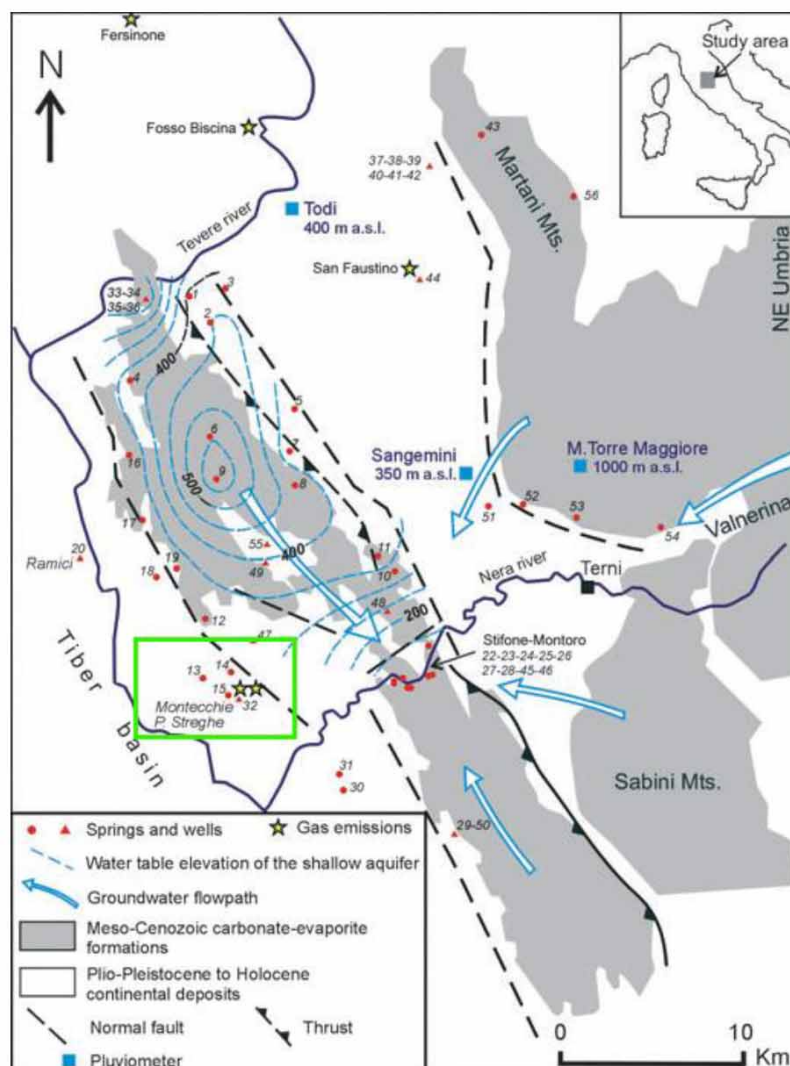 Fersinone
N
Fosso Biscina
Tevere river
Todi
400 m a.s.l.
Study area
43
37-38-39
40-41-42
Martani Mts.
56
San Faustino
44
NE Umbria
33-34
35-36
1
3
2
400
4
5
6
7
16
9
500
8
Sangemini
350 m a.s.l.
M.Torre Maggiore
1000 m a.s.l.
51
52
53
54
Valnerina
17
20
Ramici
18
19
55
49
400
11
10
48
200
Nera river
Terni
12
47
Stifone-Montoro
22-23-24-25-26
27-28-45-46
13
14
15
32
Montecchie
P. Streghe
Tiber basin
31
30
29-50
Sabini Mts.
Springs and wells
Gas emissions
Water table elevation of the shallow aquifer
Groundwater flowpath
Meso-Cenozoic carbonate-evaporite
formations
Plio-Pleistocene to Holocene
continental deposits
Normal fault
Thrust
Pluviometer
0
10
Km